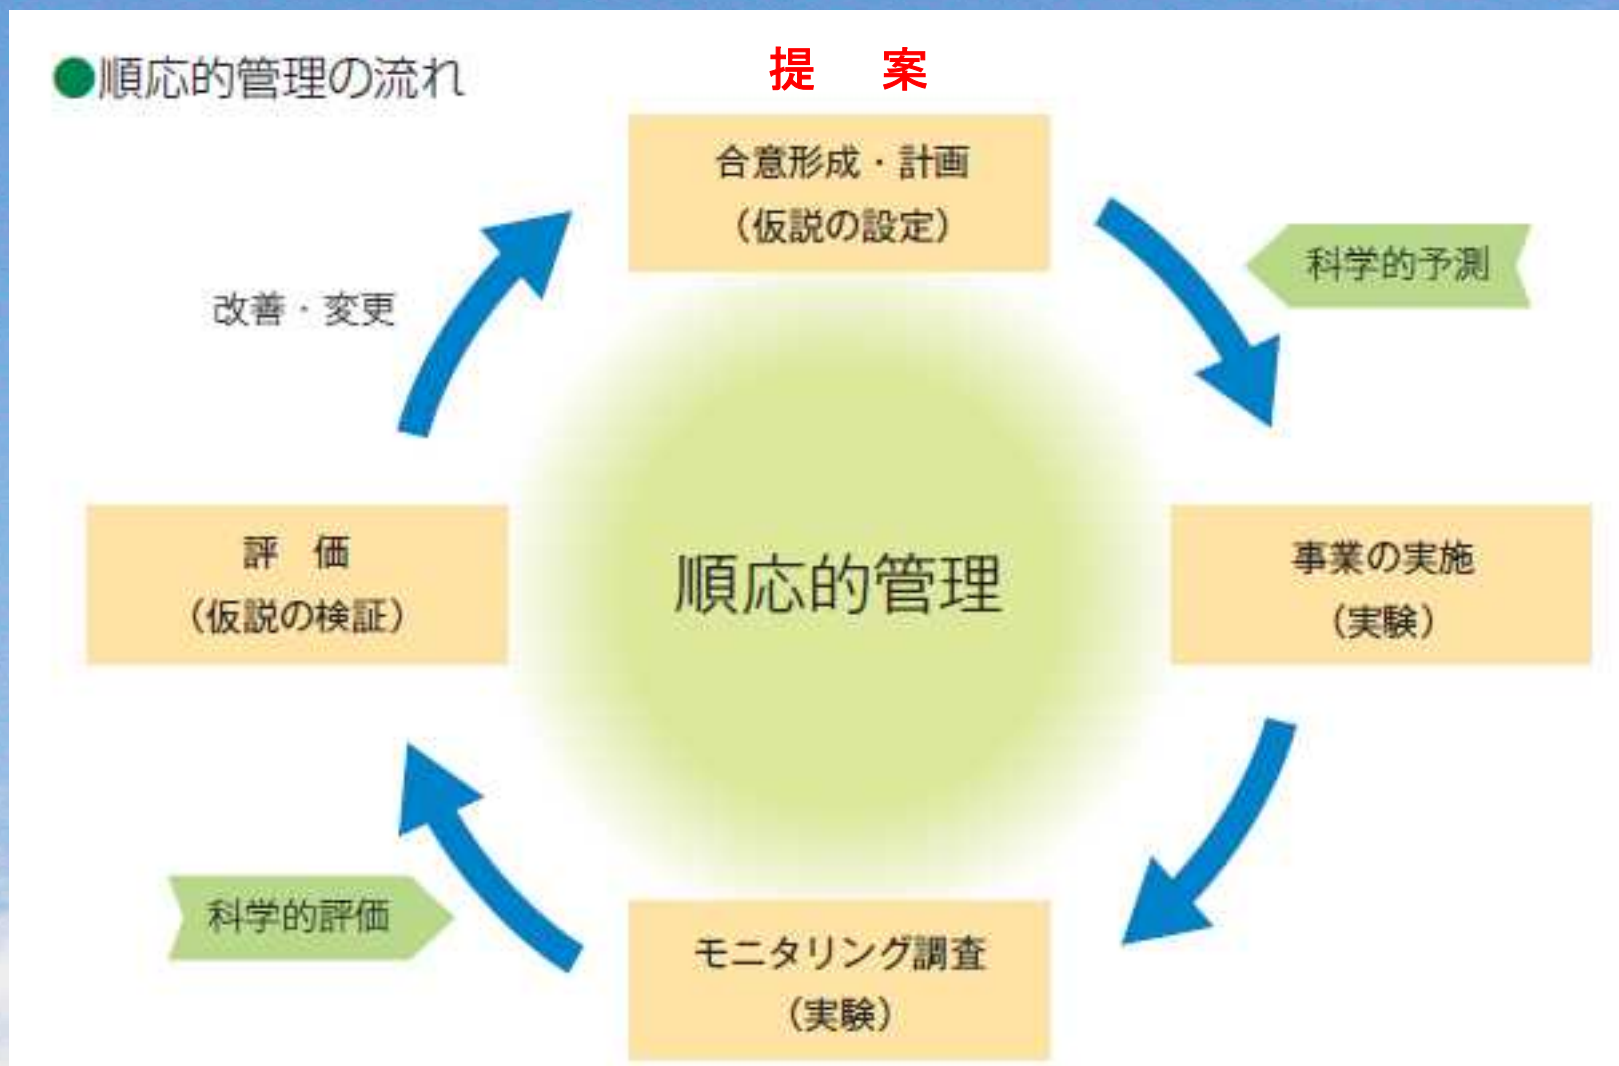 ●順応的管理の流れ
提　案
合意形成・計画
（仮説の設定）
科学的予測
改善・変更
評　価
（仮説の検証）
順応的管理
事業の実施
（実験）
科学的評価
モニタリング調査
（実験）